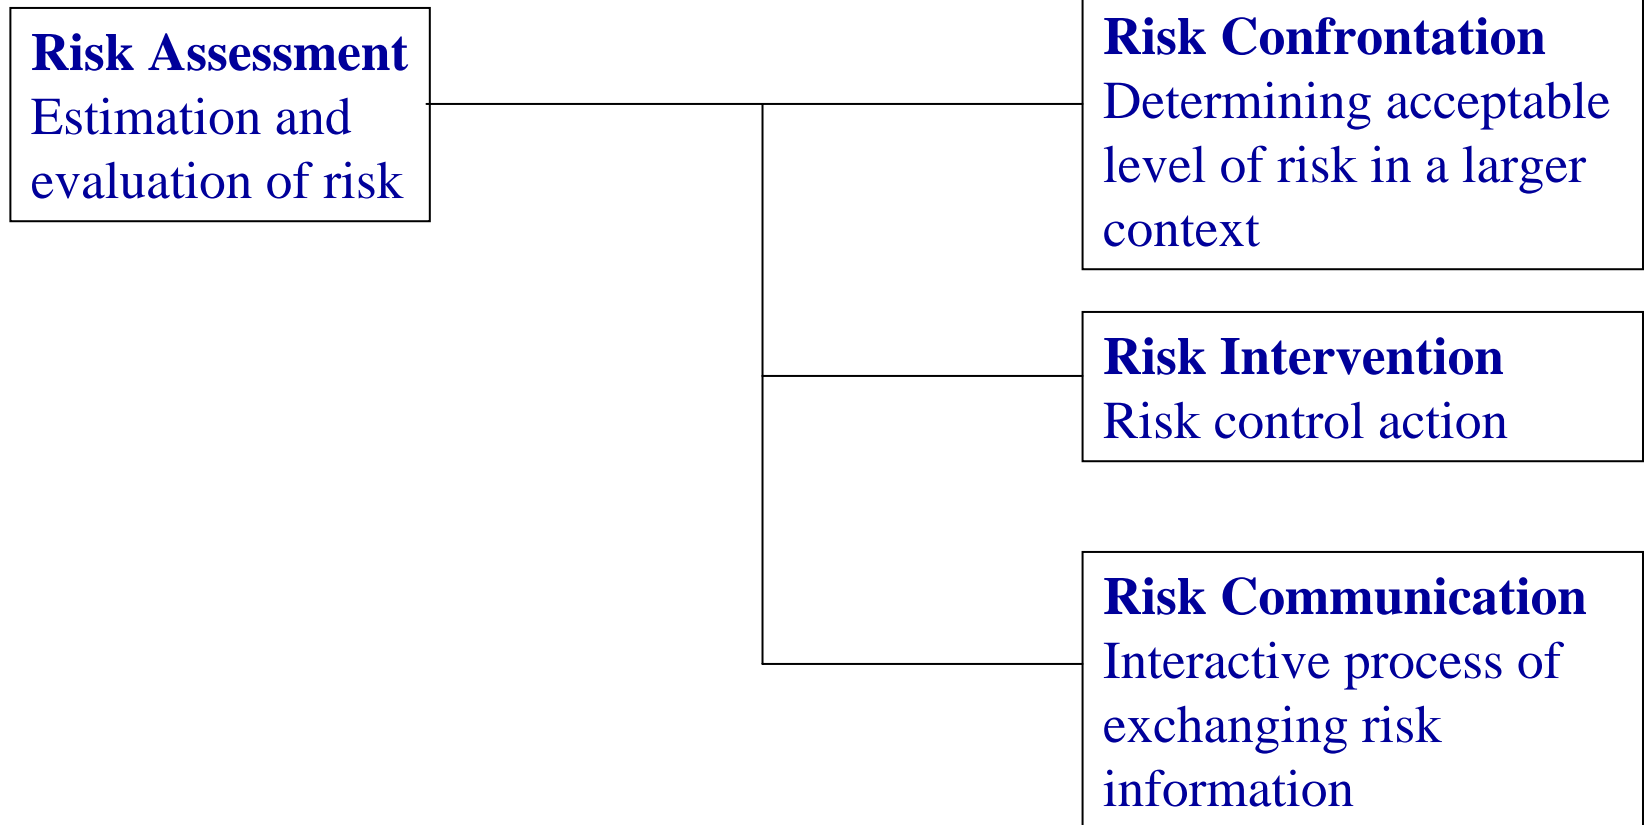 Risk Assessment
Estimation and
evaluation of risk
Risk Confrontation
Determining acceptable
level of risk in a larger
context
Risk Intervention
Risk control action
Risk Communication
Interactive process of
exchanging risk
information